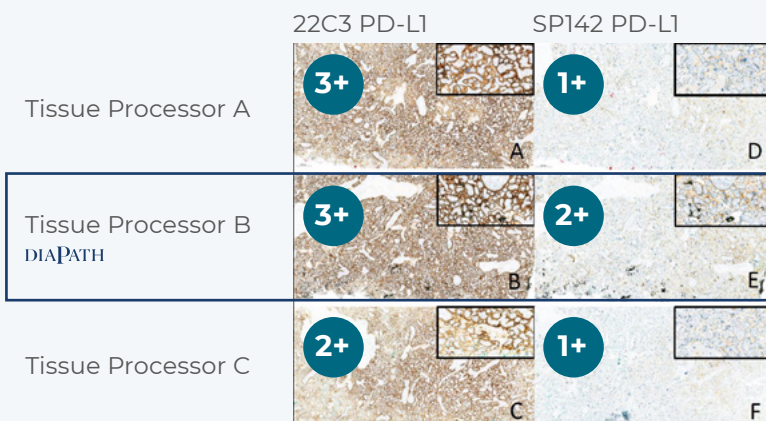 22C3 PD-L1 SP142 PD-L1
Tissue Processor A 3+ A 1+ D
Tissue Processor B 3+ B 2+ E
DIAPATH
Tissue Processor C 2+ C 1+ F